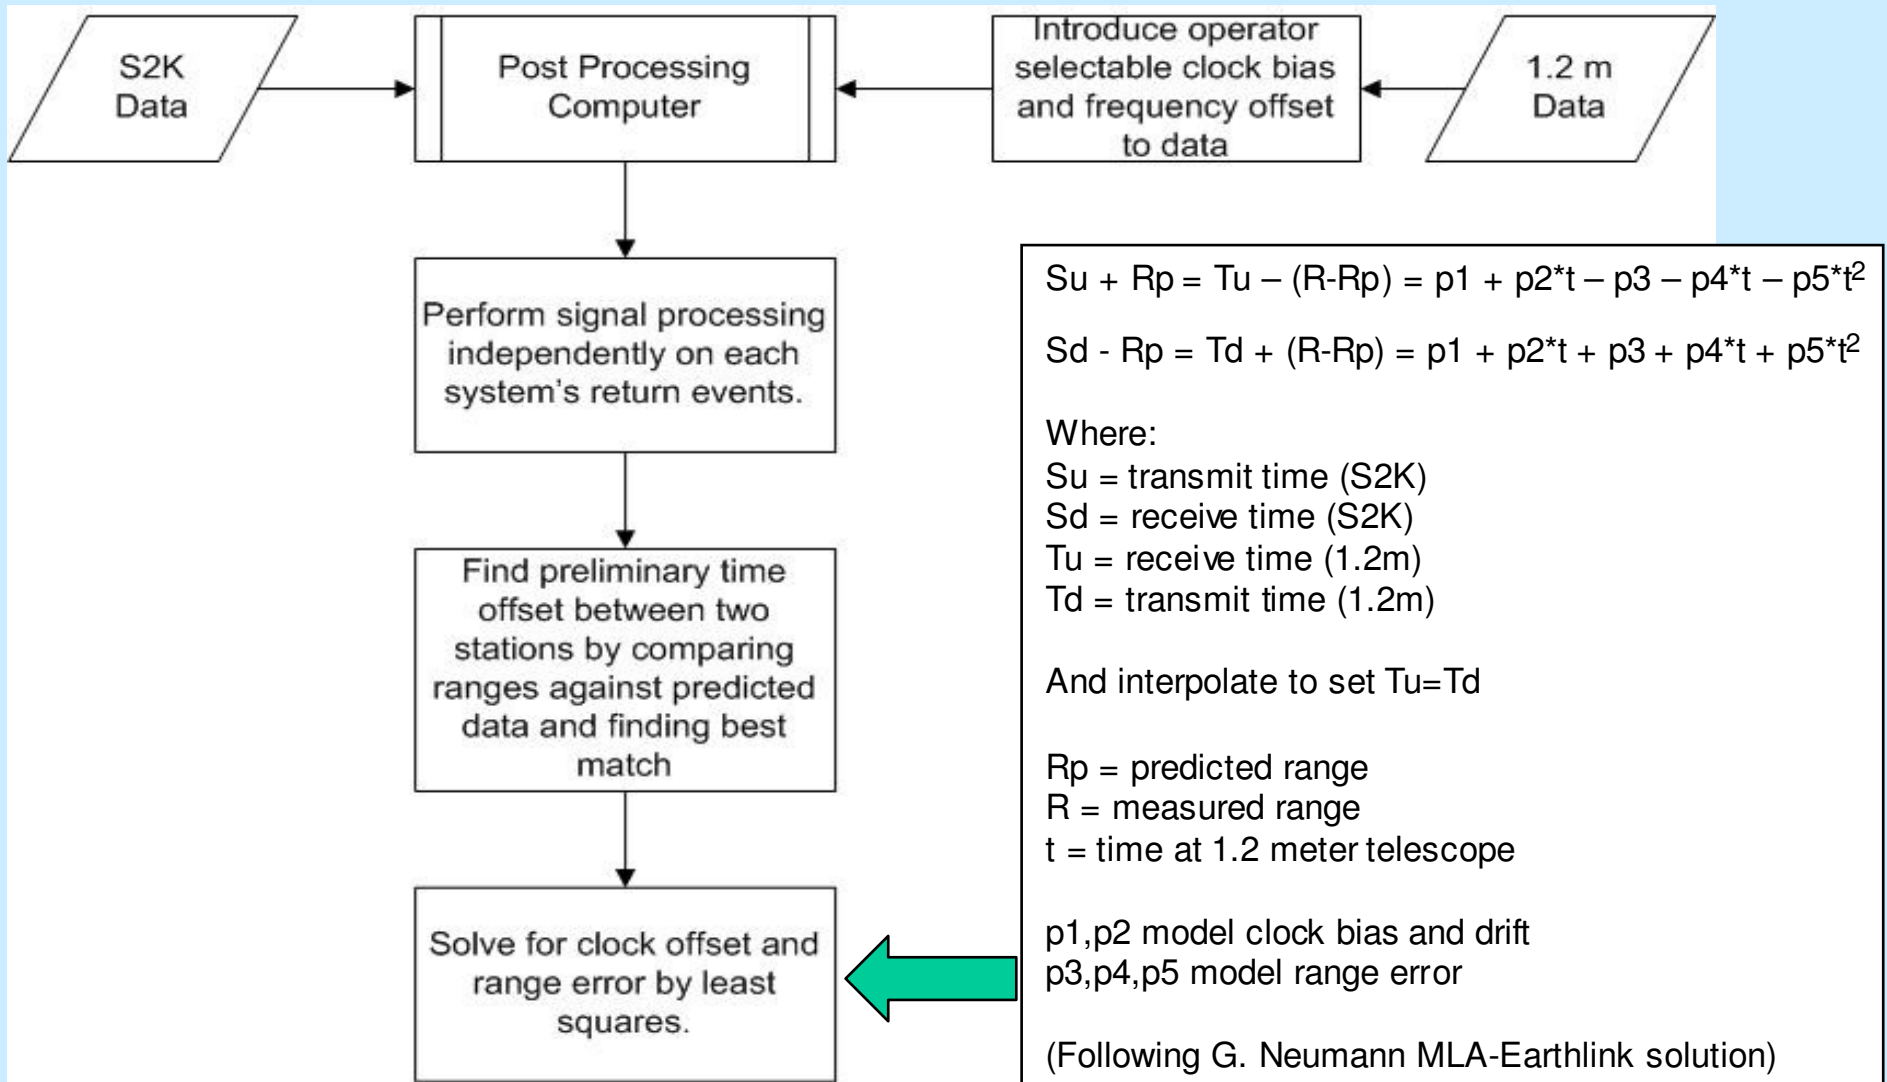 S2K
Data
Post Processing
Computer
Introduce operator
selectable clock bias
and frequency offset
to data
1.2 m
Data
Perform signal processing
independently on each
system's return events.
Find preliminary time
offset between two
stations by comparing
ranges against predicted
data and finding best
match
Solve for clock offset and
range error by least
squares.
Su + Rp = Tu – (R-Rp) = p1 + p2*t – p3 – p4*t – p5*t²
Sd - Rp = Td + (R-Rp) = p1 + p2*t + p3 + p4*t + p5*t²
Where:
Su = transmit time (S2K)
Sd = receive time (S2K)
Tu = receive time (1.2m)
Td = transmit time (1.2m)
And interpolate to set Tu=Td
Rp = predicted range
R = measured range
t = time at 1.2 meter telescope
p1,p2 model clock bias and drift
p3,p4,p5 model range error
(Following G. Neumann MLA-Earthlink solution)